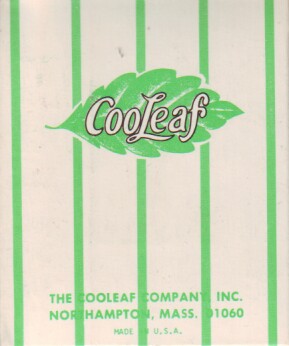 CooLeaf
THE COOLEAF COMPANY, INC.
NORTHAMPTON, MASS. 01060
MADE IN U.S.A.